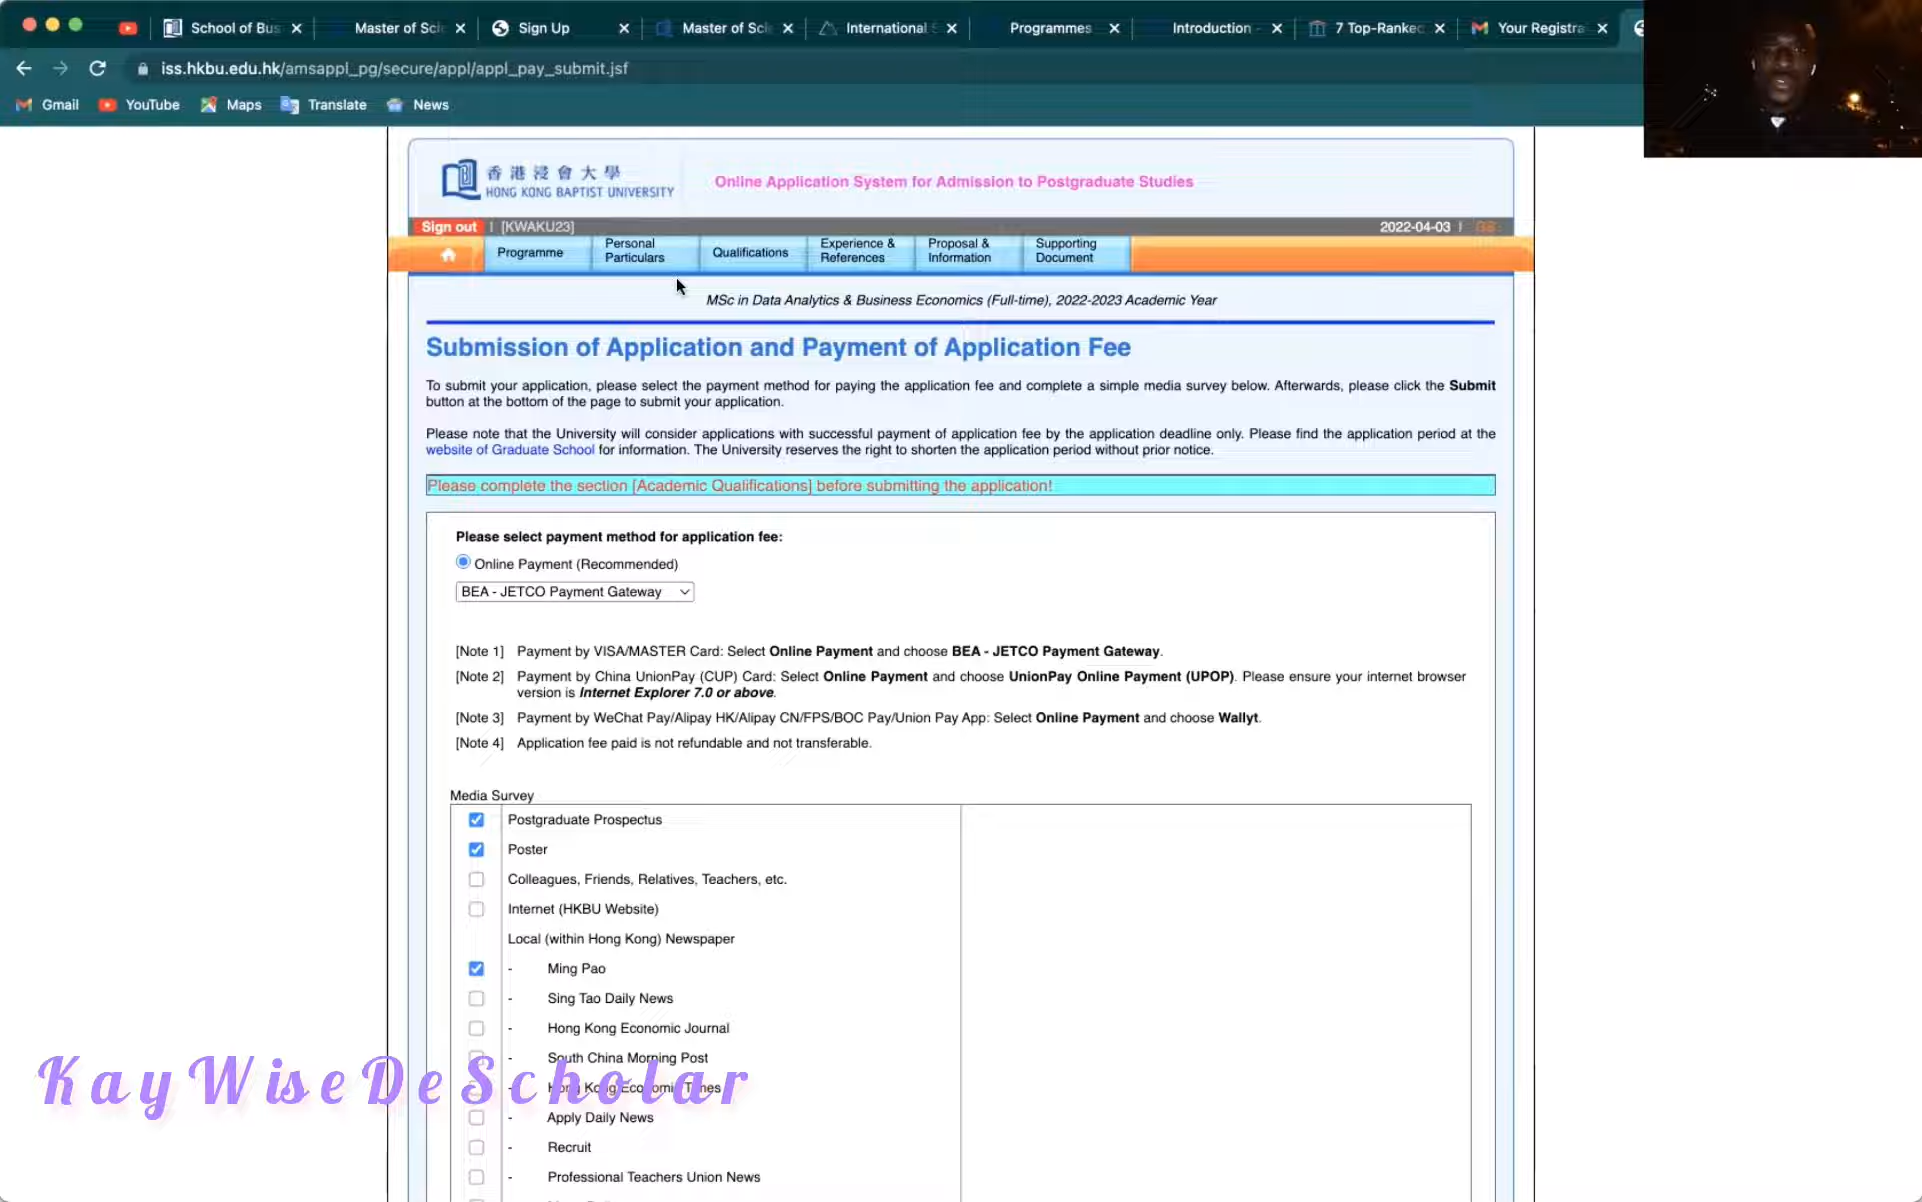 School of Bus
Master of Sci
Sign Up
Master of Sci
International S
Programmes
Introduction -
7 Top-Ranked
Your Registra
iss.hkbu.edu.hk/amsappl_pg/secure/appl/appl_pay_submit.jsf
Gmail YouTube Maps Translate News
香港浸會大學
HONG KONG BAPTIST UNIVERSITY
Online Application System for Admission to Postgraduate Studies
Sign out | [KWAKU23] 2022-04-03 |
Programme Personal Particulars Qualifications Experience & References Proposal & Information Supporting Document
MSc in Data Analytics & Business Economics (Full-time), 2022-2023 Academic Year
Submission of Application and Payment of Application Fee
To submit your application, please select the payment method for paying the application fee and complete a simple media survey below. Afterwards, please click the Submit
button at the bottom of the page to submit your application.
Please note that the University will consider applications with successful payment of application fee by the application deadline only. Please find the application period at the
website of Graduate School for information. The University reserves the right to shorten the application period without prior notice.
Please complete the section [Academic Qualifications] before submitting the application!
Please select payment method for application fee:
Online Payment (Recommended)
BEA - JETCO Payment Gateway
[Note 1] Payment by VISA/MASTER Card: Select Online Payment and choose BEA - JETCO Payment Gateway.
[Note 2] Payment by China UnionPay (CUP) Card: Select Online Payment and choose UnionPay Online Payment (UPOP). Please ensure your internet browser
version is Internet Explorer 7.0 or above.
[Note 3] Payment by WeChat Pay/Alipay HK/Alipay CN/FPS/BOC Pay/Union Pay App: Select Online Payment and choose Wallyt.
[Note 4] Application fee paid is not refundable and not transferable.
Media Survey
Postgraduate Prospectus
Poster
Colleagues, Friends, Relatives, Teachers, etc.
Internet (HKBU Website)
Local (within Hong Kong) Newspaper
- Ming Pao
- Sing Tao Daily News
- Hong Kong Economic Journal
- South China Morning Post
- Hong Kong Economic Times
KayWiseDeScholar
- Apply Daily News
- Recruit
- Professional Teachers Union News